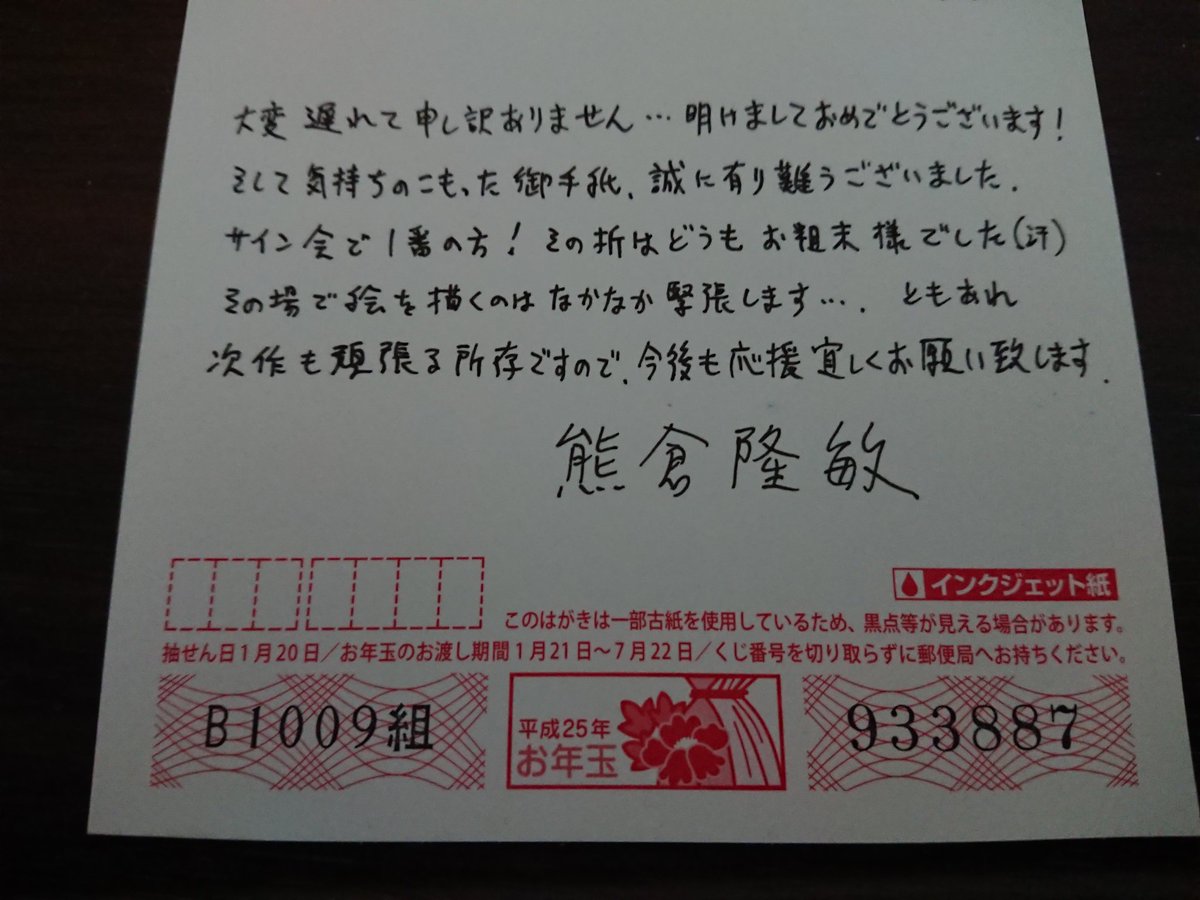 大変遅れて申し訳ありません…明けましておめでとうございます!
そして気持ちのこもった御手紙、誠に有り難うございました.
サイン会で1番の方!その折はどうもお粗末様でした(汗)
その場で絵を描くのはなかなか緊張します….ともあれ
次作も頑張る所存ですので、今後も応援宜しくお願い致します.
熊倉隆敏
インクジェット紙
このはがきは一部古紙を使用しているため、黒点等が見える場合があります。
抽せん日1月20日/お年玉のお渡し期間1月21日~7月22日/くじ番号を切り取らずに郵便局へお持ちください。
B1009組
平成25年
お年玉
933887